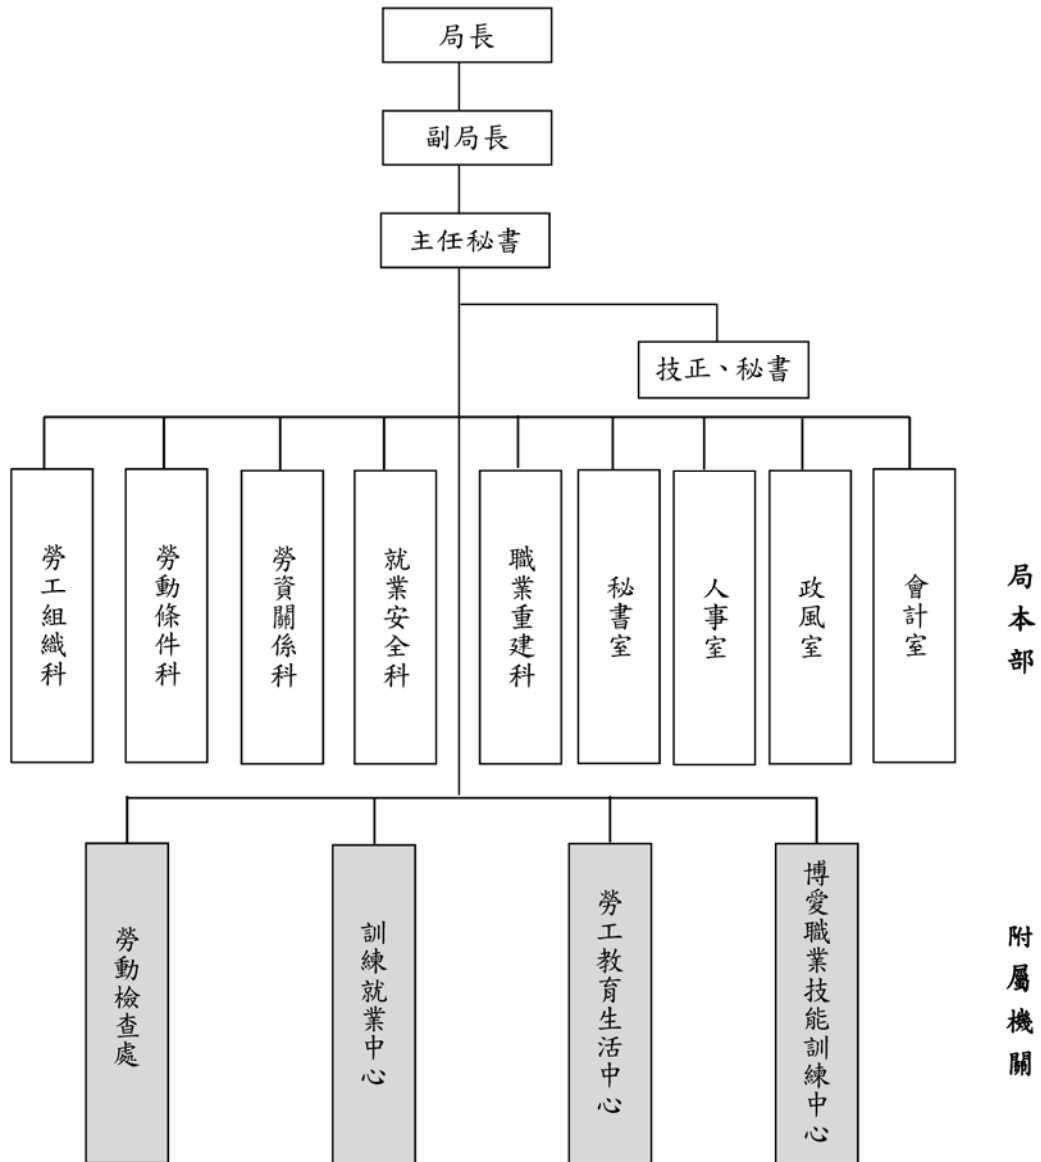 局長
副局長
主任秘書
技正、秘書
勞工組織科
勞動條件科
勞資關係科
就業安全科
職業重建科
秘書室
人事室
政風室
會計室
局本部
勞動檢查處
訓練就業中心
勞工教育生活中心
博愛職業技能訓練中心
附屬機關